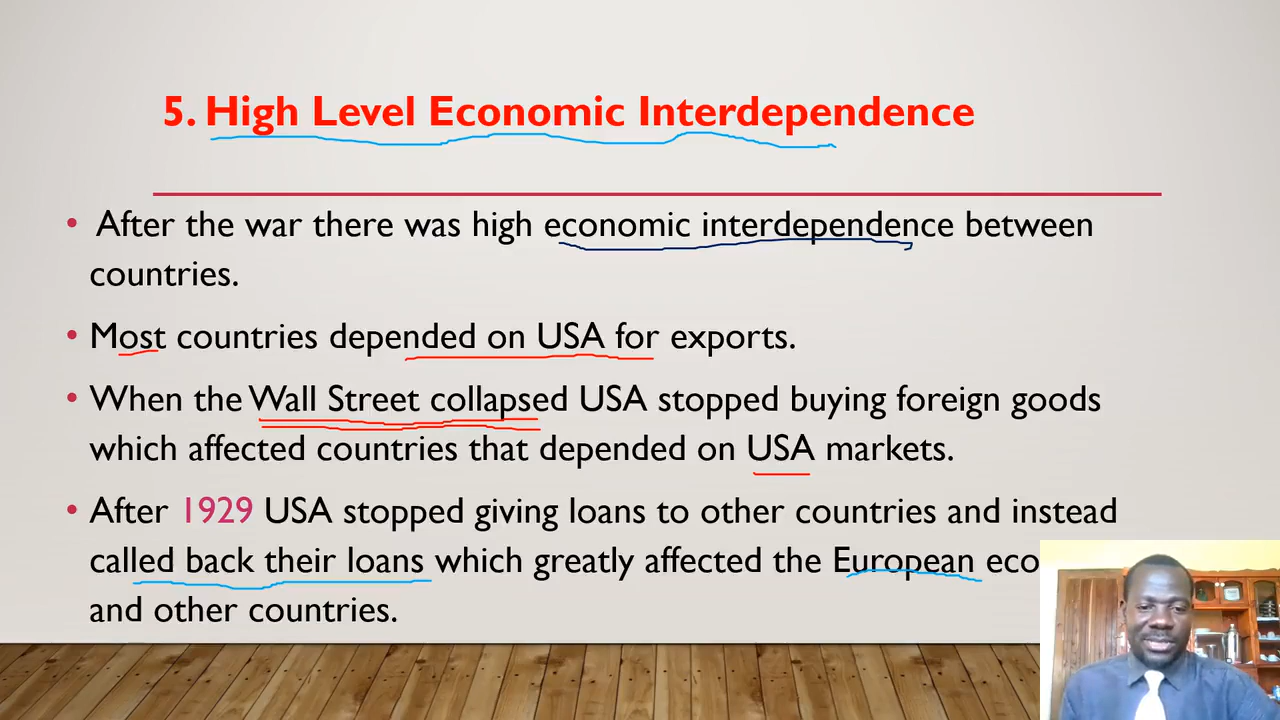 5. High Level Economic Interdependence
• After the war there was high economic interdependence between
countries.
• Most countries depended on USA for exports.
• When the Wall Street collapsed USA stopped buying foreign goods
which affected countries that depended on USA markets.
• After 1929 USA stopped giving loans to other countries and instead
called back their loans which greatly affected the European eco
and other countries.